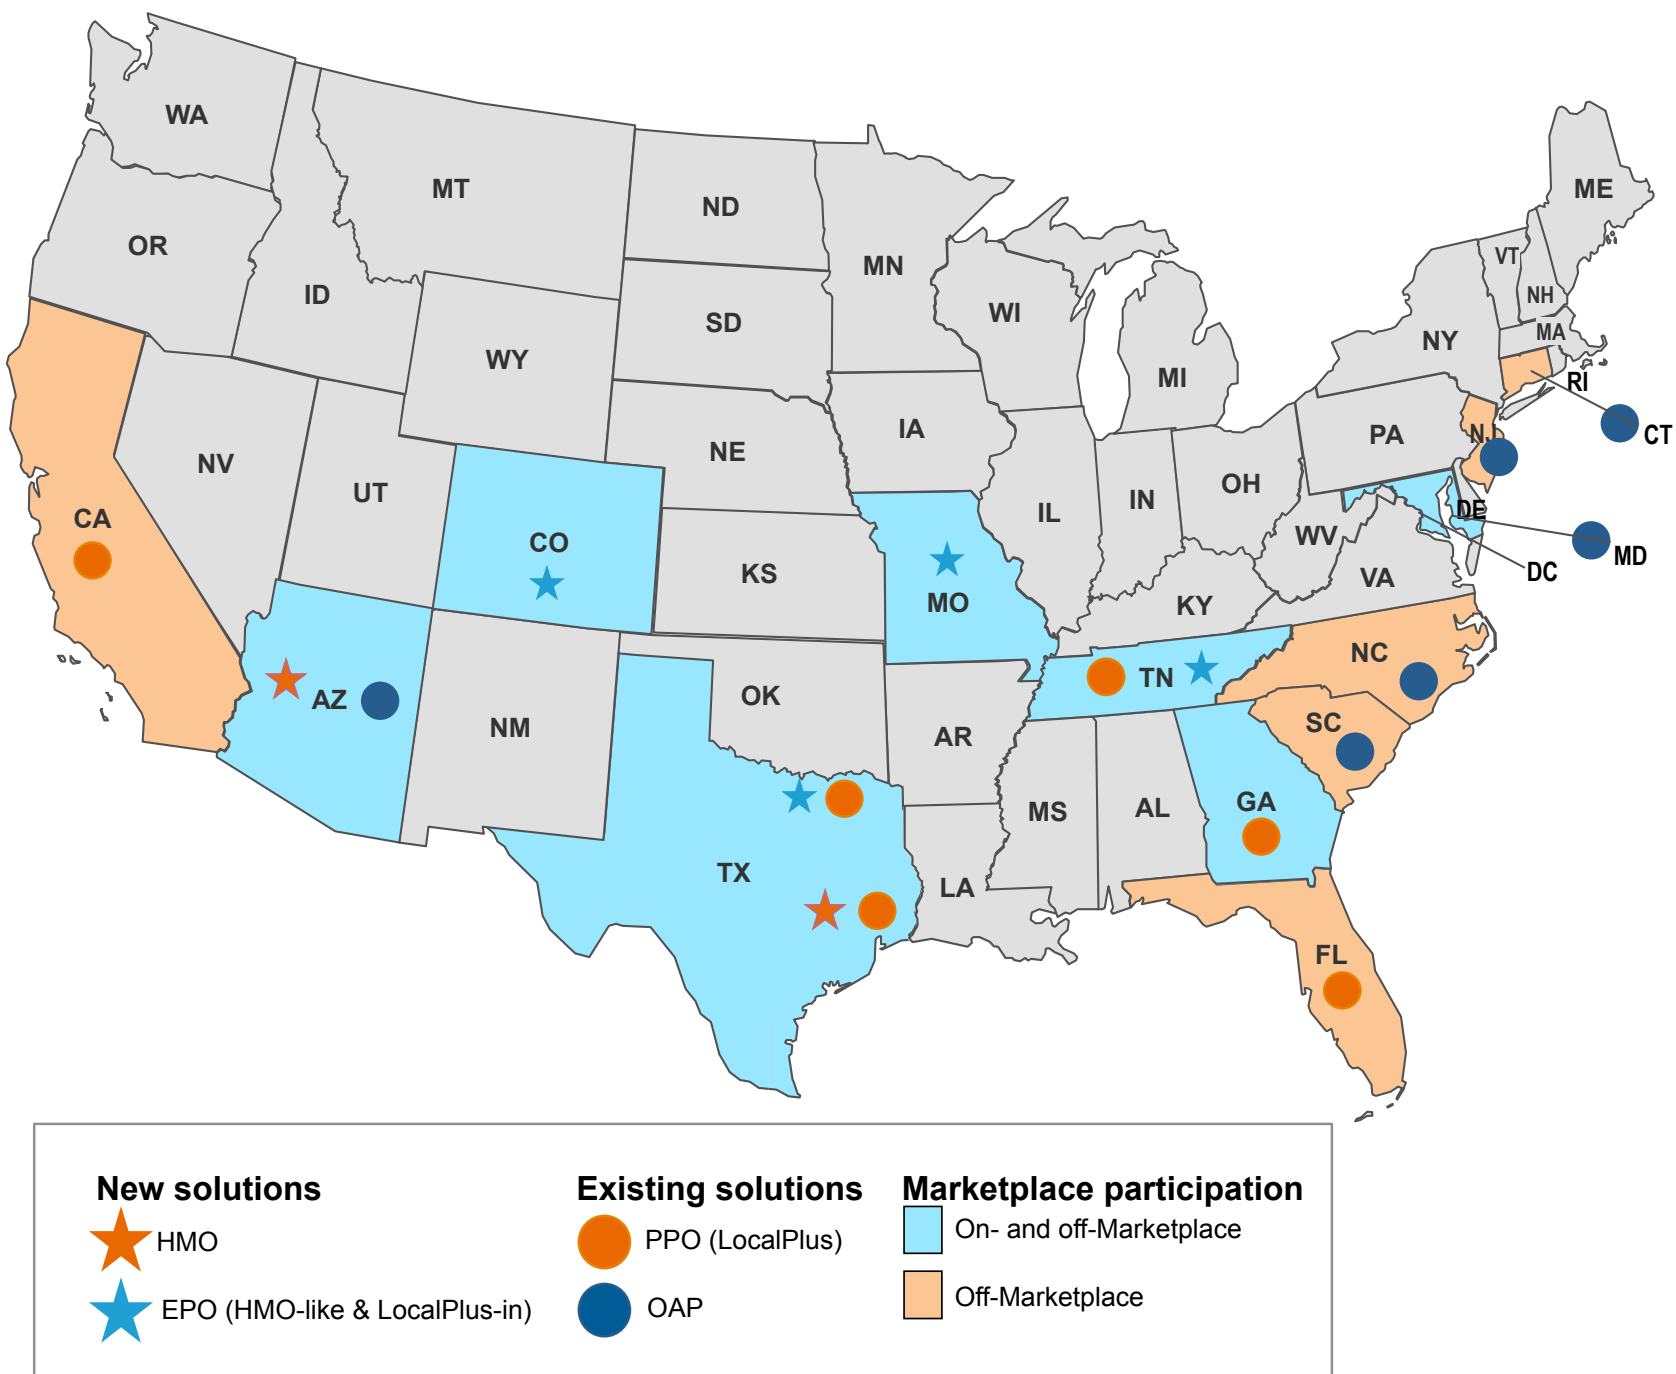 WA
MT
ND
ME
OR
MN
VT
ID
NH
WI
SD
MA
NY
WY
MI
RI
IA
CT
PA
NJ
NE
NV
OH
UT
IN
IL
DE
CA
WV
CO
MD
KS
DC
VA
MO
KY
NC
TN
OK
AZ
SC
NM
AR
GA
AL
MS
TX
LA
FL
New solutions
HMO
EPO (HMO-like & LocalPlus-in)
Existing solutions
PPO (LocalPlus)
OAP
Marketplace participation
On- and off-Marketplace
Off-Marketplace